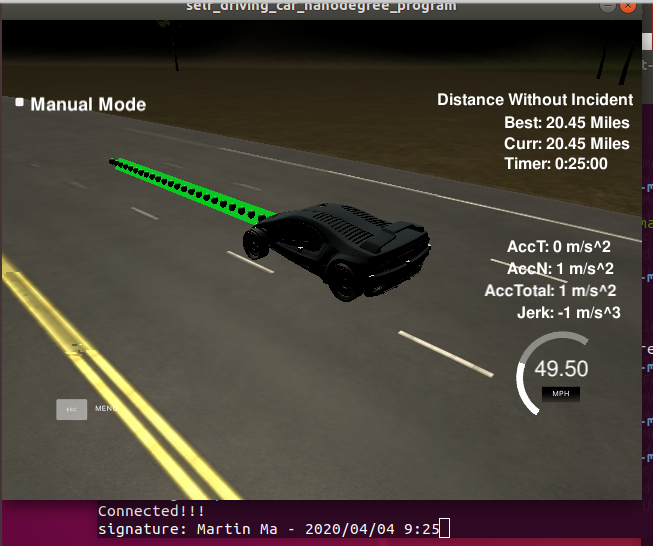 self_driving_car_nanodegree_program
Manual Mode
Distance Without Incident
Best: 20.45 Miles
Curr: 20.45 Miles
Timer: 0:25:00
AccT: 0 m/s^2
AccN: 1 m/s^2
AccTotal: 1 m/s^2
Jerk: -1 m/s^3
49.50
MPH
ESC MENU
Connected!!!
signature: Martin Ma - 2020/04/04 9:25